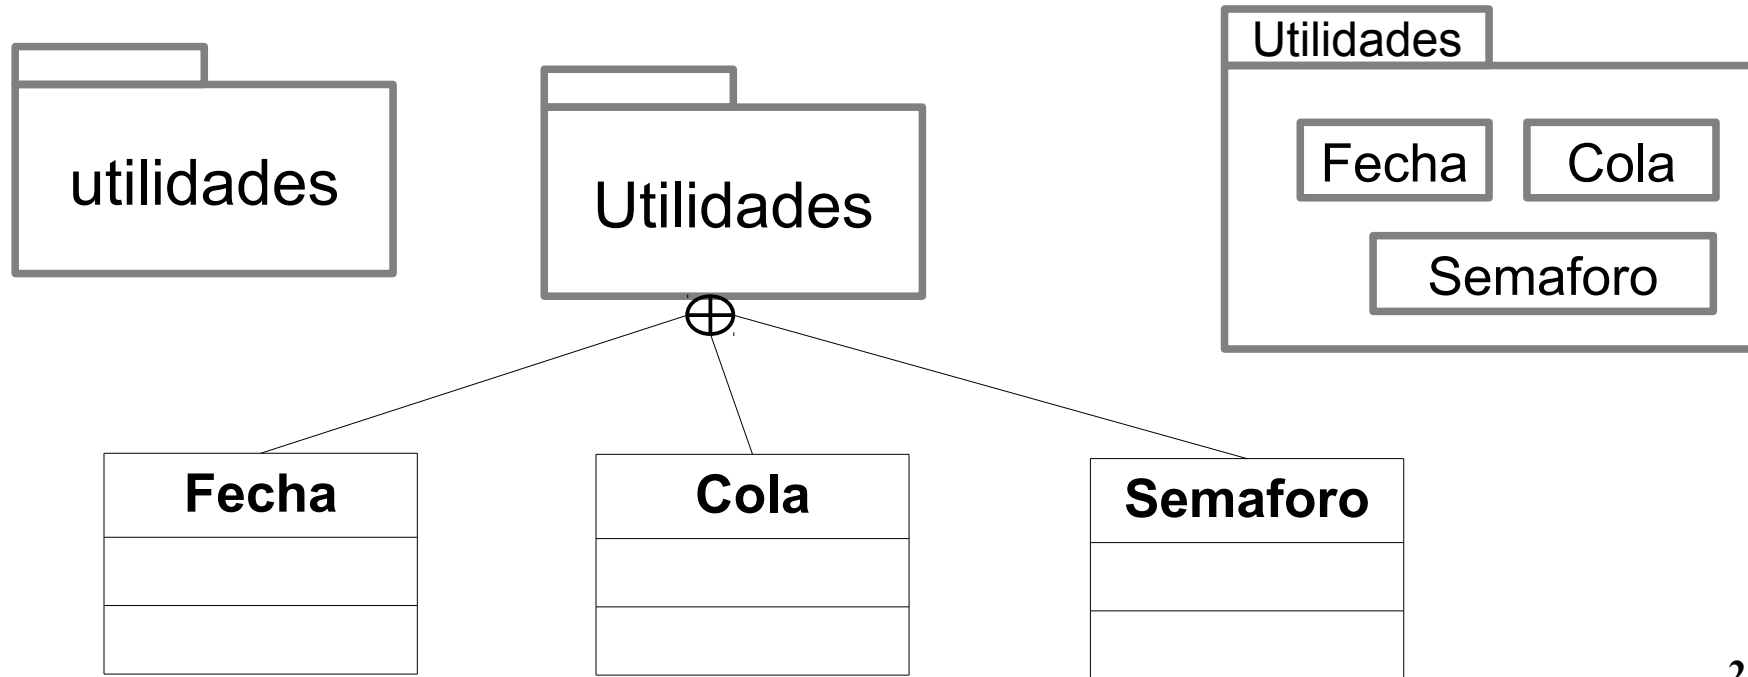 utilidades
Utilidades
Utilidades
Fecha
Cola
Semaforo
Fecha
Cola
Semaforo